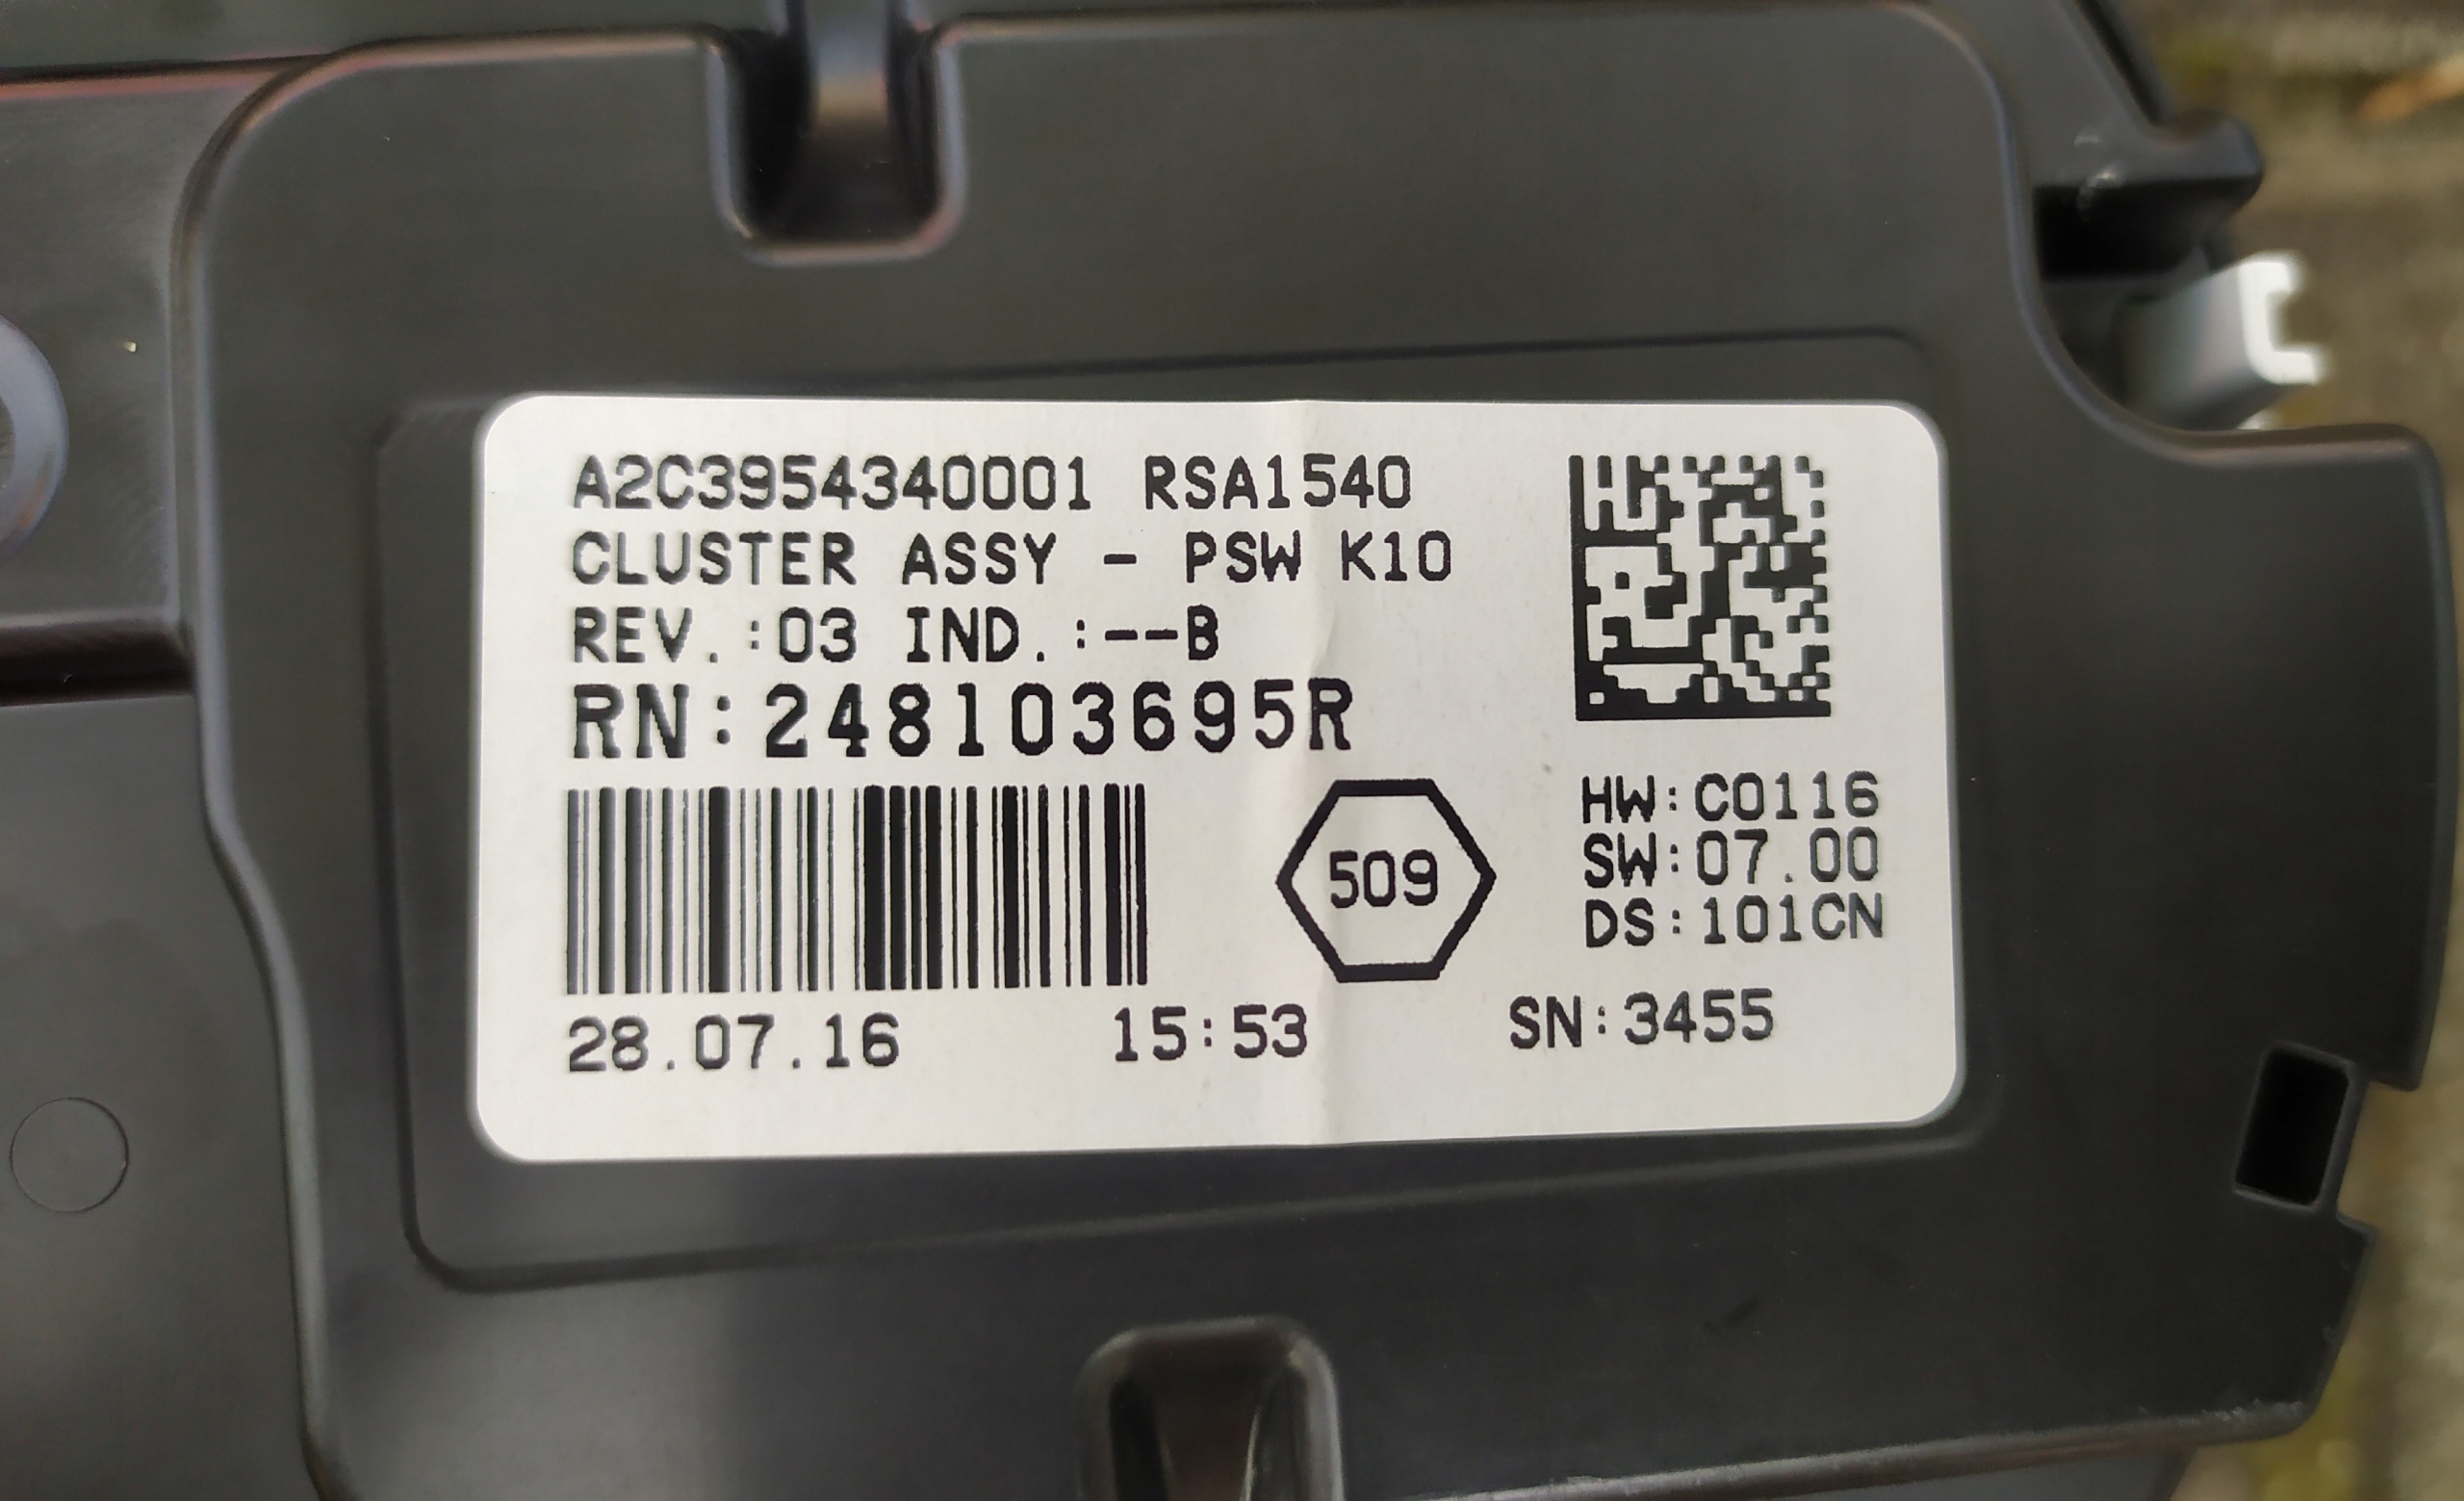 A2C3954340001 RSA1540
CLUSTER ASSY - PSW K10
REV.:03 IND.:--B
RN:248103695R
509
HW:C0116
SW:07.00
DS:101CN
28.07.16 15:53 SN:3455